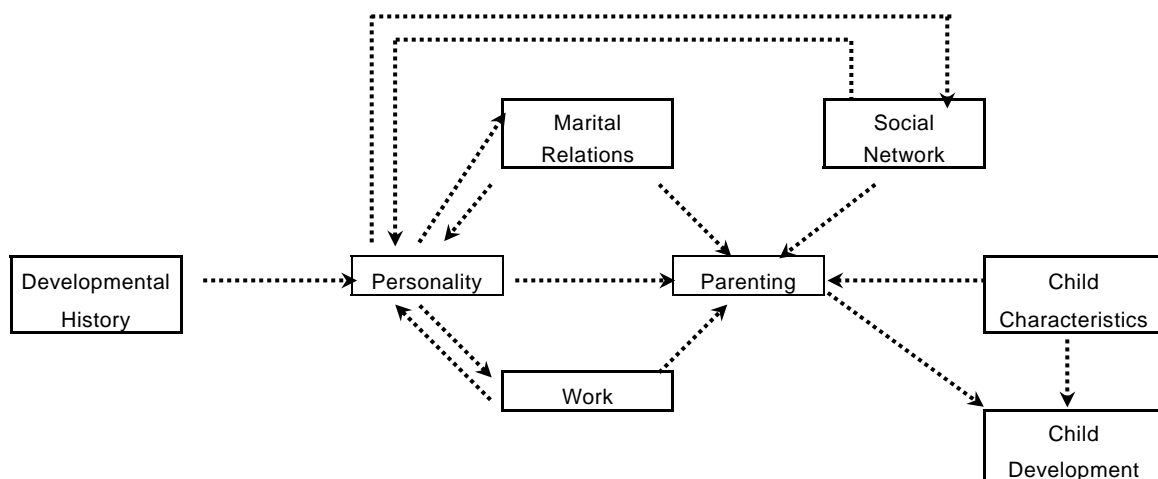 Marital
Relations
Social
Network
Developmental
History
Personality
Parenting
Child
Characteristics
Work
Child
Development